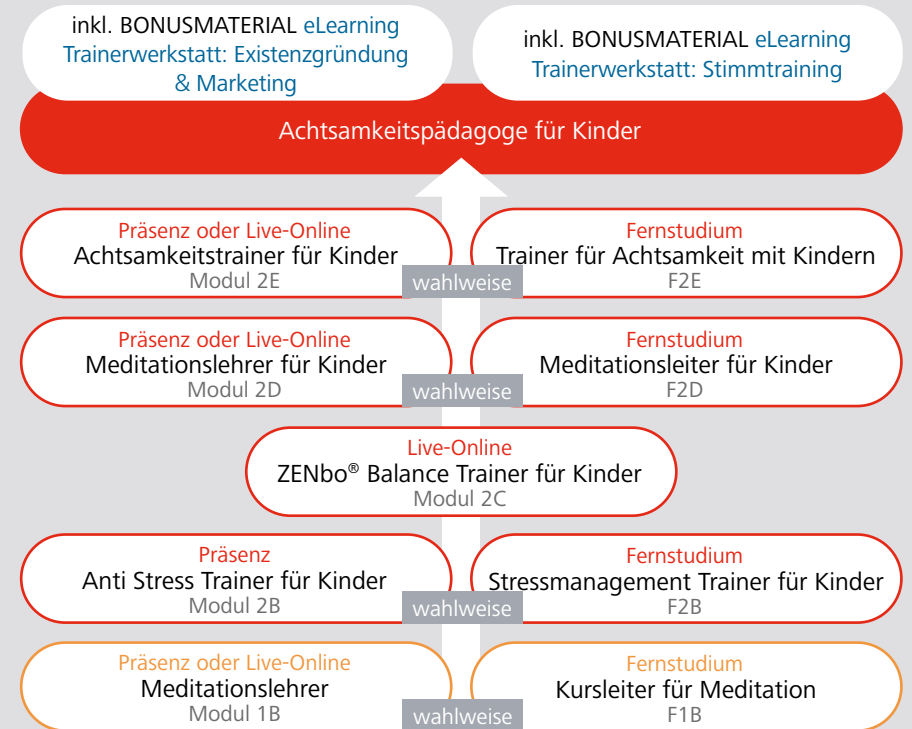 inkl. BONUSMATERIAL eLearning
Trainerwerkstatt: Existenzgründung
& Marketing
inkl. BONUSMATERIAL eLearning
Trainerwerkstatt: Stimmtraining
Achtsamkeitspädagoge für Kinder
Präsenz oder Live-Online
Achtsamkeitstrainer für Kinder
Modul 2E
wahlweise
Fernstudium
Trainer für Achtsamkeit mit Kindern
F2E
Präsenz oder Live-Online
Meditationslehrer für Kinder
Modul 2D
wahlweise
Fernstudium
Meditationsleiter für Kinder
F2D
Live-Online
ZENbo® Balance Trainer für Kinder
Modul 2C
Präsenz
Anti Stress Trainer für Kinder
Modul 2B
wahlweise
Fernstudium
Stressmanagement Trainer für Kinder
F2B
Präsenz oder Live-Online
Meditationslehrer
Modul 1B
wahlweise
Fernstudium
Kursleiter für Meditation
F1B